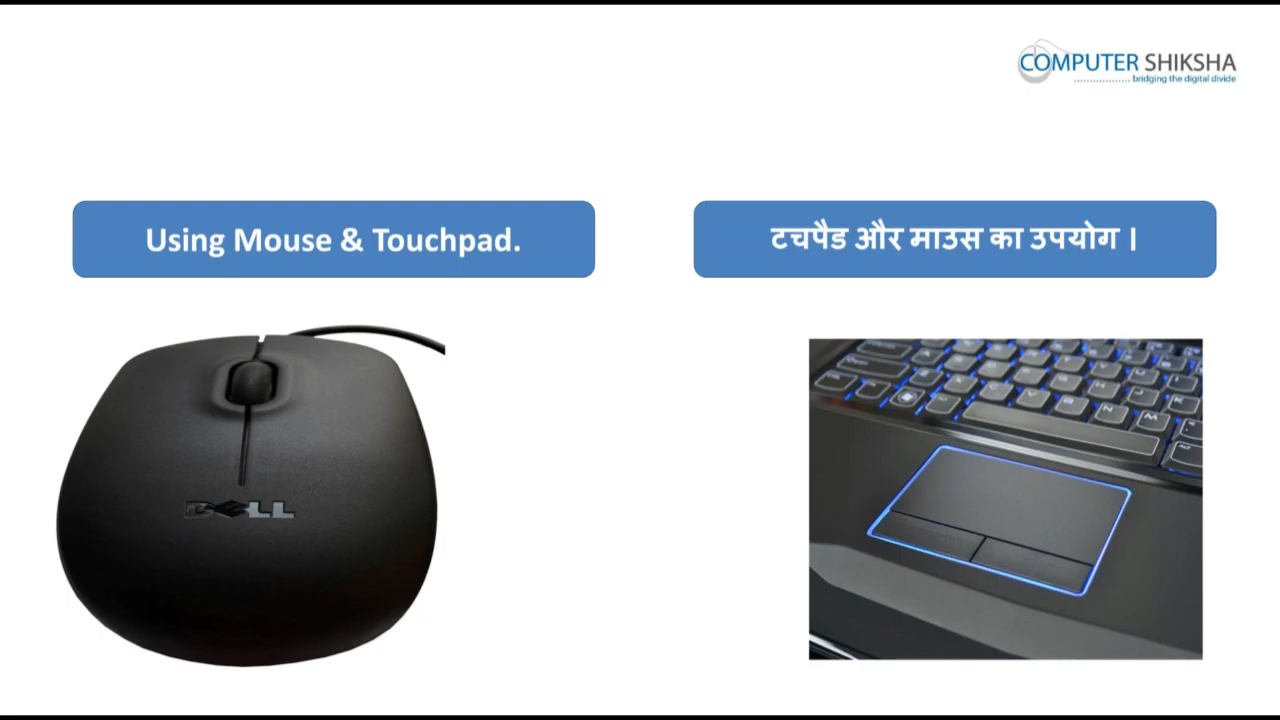 COMPUTER SHIKSHA
bridging the digital divide
Using Mouse & Touchpad.
टचपैड और माउस का उपयोग |
DELL